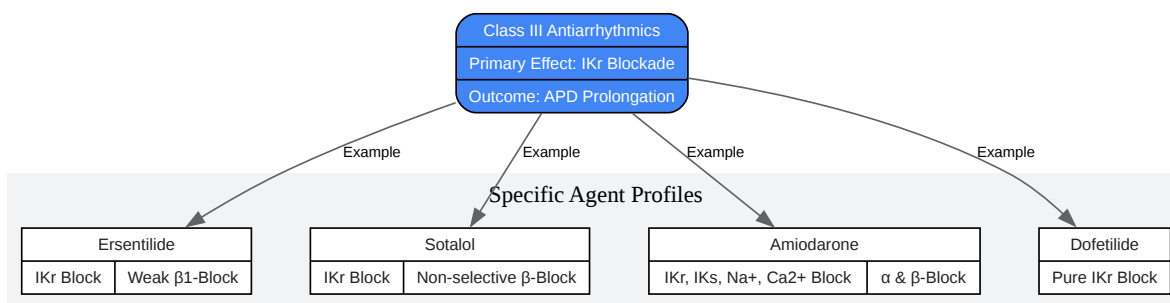 Class III Antiarrhythmics
Primary Effect: IKr Blockade
Outcome: APD Prolongation
Example
Example
Example
Example
Specific Agent Profiles
Ersentilide
IKr Block
Weak β1-Block
Sotalol
IKr Block
Non-selective β-Block
Amiodarone
IKr, IKs, Na+, Ca2+ Block
α & β-Block
Dofetilide
Pure IKr Block